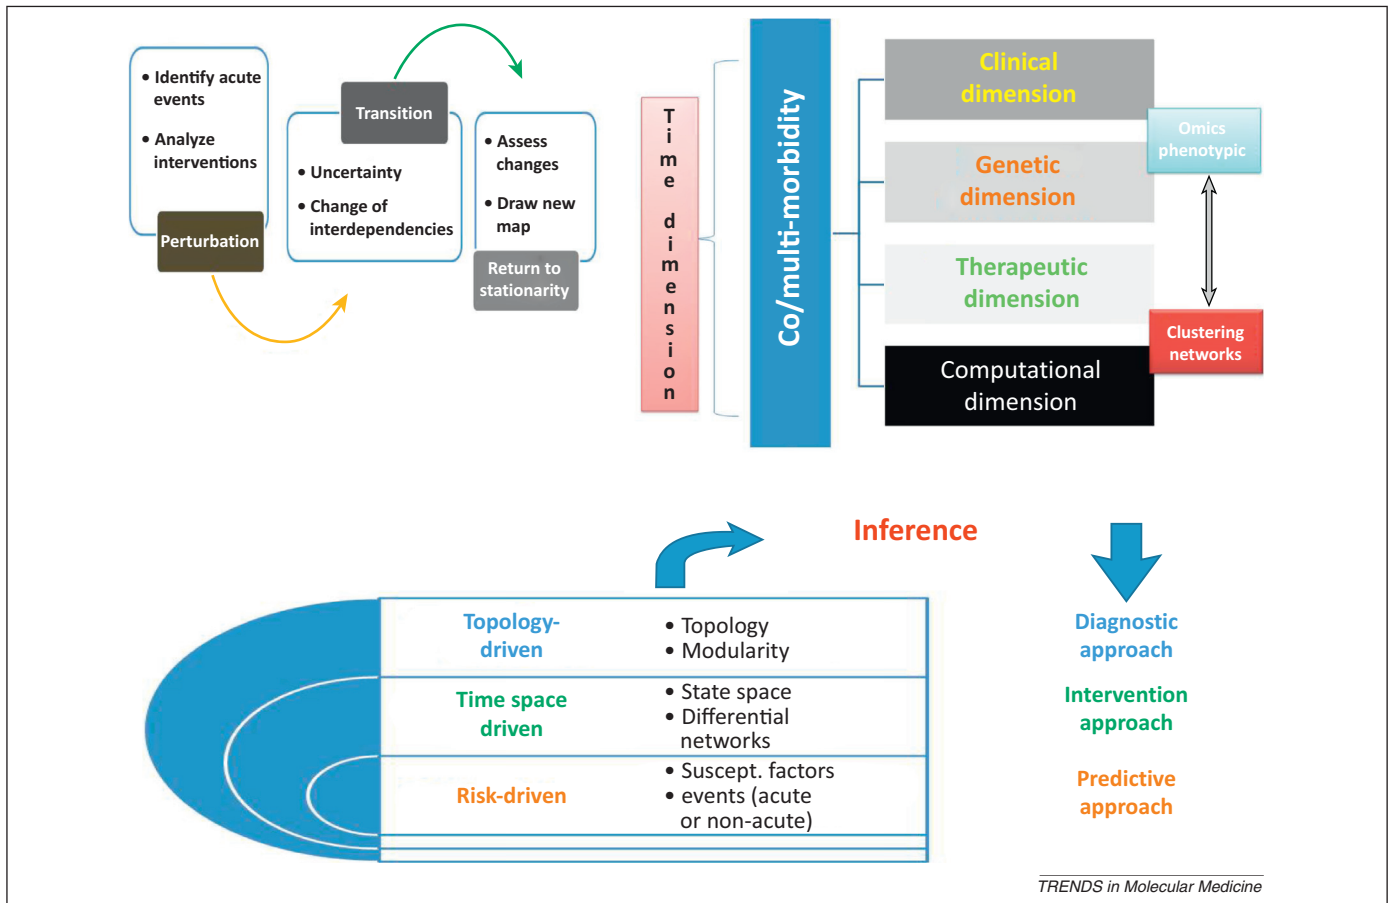 • Identify acute
events
• Analyze
interventions
Perturbation
Transition
• Uncertainty
• Change of
interdependencies
• Assess
changes
• Draw new
map
Return to
stationarity
Time dimension
Co/multi-morbidity
Clinical
dimension
Genetic
dimension
Therapeutic
dimension
Computational
dimension
Omics
phenotypic
Clustering
networks
Inference
Topology-
driven
• Topology
• Modularity
Time space
driven
• State space
• Differential
networks
Risk-driven
• Suscept. factors
• events (acute
or non-acute)
Diagnostic
approach
Intervention
approach
Predictive
approach
TRENDS in Molecular Medicine